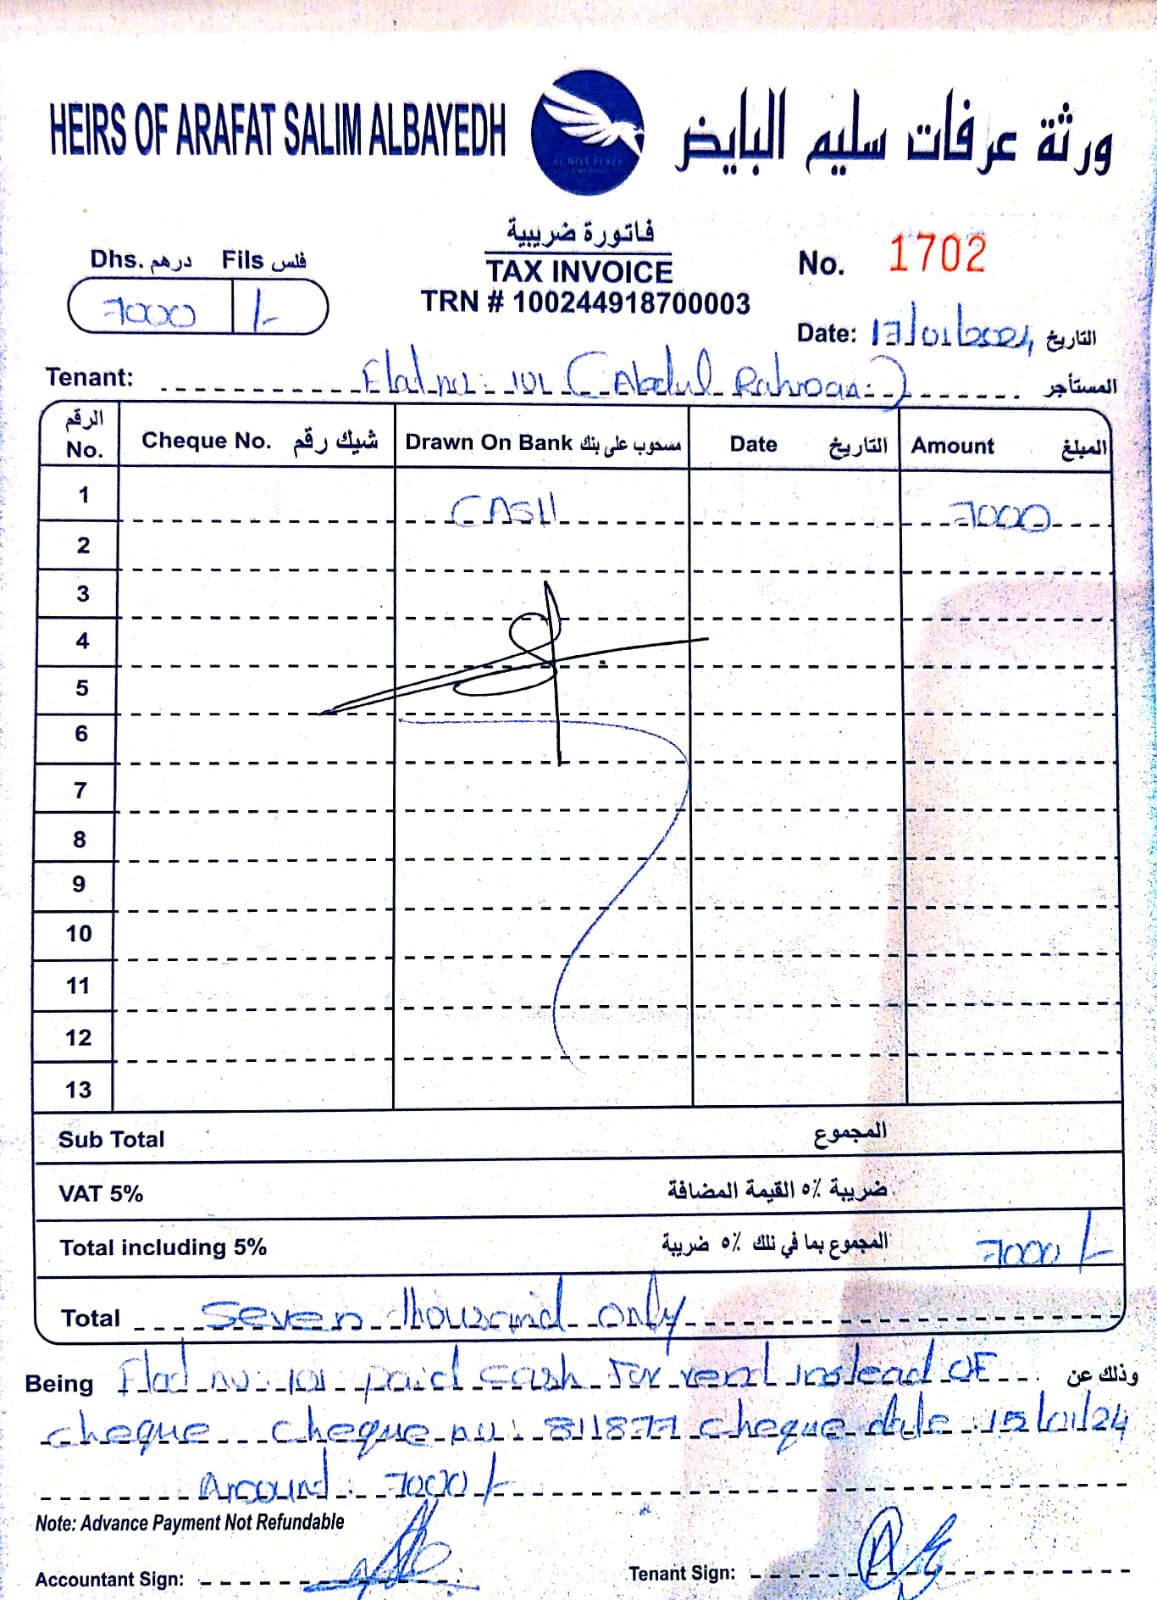 HEIRS OF ARAFAT SALIM ALBAYEDH
ورثة عرفات سليم البايض
AL NISR PLAZA
فاتورة ضريبية
TAX INVOICE
TRN # 100244918700003
Dhs. درهم Fils فلس
7000 /-
No. 1702
Date: 13/01/2024 التاريخ
Tenant: Flat no: 101 (Abdul Rahman) المستأجر
الرقم No. Cheque No. شيك رقم Drawn On Bank مسحوب على بنك Date التاريخ Amount المبلغ
1 CASH 7000
2
3
4
5
6
7
8
9
10
11
12
13
Sub Total المجموع
VAT 5% ضريبة ٥٪ القيمة المضافة
Total including 5% المجموع بما في تلك ٥٪ ضريبة 7000/-
Total Seven thousand only
Being Flat no: 101 paid cash for rent instead OF وذلك عن
cheque cheque no: 811877 cheque date: 15/01/24
Amount: 7000/-
Note: Advance Payment Not Refundable
Accountant Sign: Tenant Sign: